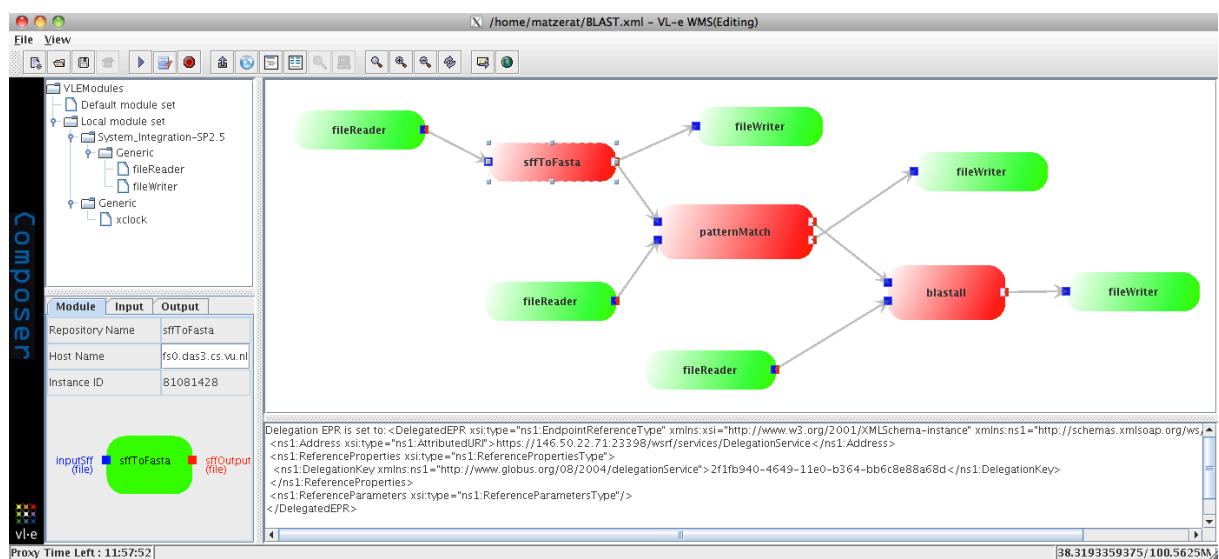 /home/matzerat/BLAST.xml - VL-e WMS(Editing)
File View
VLEModules
Default module set
Local module set
System_Integration-SP2.5
Generic
fileReader
fileWriter
Generic
xclock
Composer
vl·e
Module Input Output
Repository Name sffToFasta
Host Name fs0.das3.cs.vu.nl
Instance ID 81081428
inputSff
(file)
sffToFasta
sffOutput
(file)
fileReader
fileWriter
sffToFasta
fileWriter
patternMatch
fileReader
blastall
fileWriter
fileReader
Delegation EPR is set to:<DelegatedEPR xsi:type="ns1:EndpointReferenceType" xmlns:xsi="http://www.w3.org/2001/XMLSchema-instance" xmlns:ns1="http://schemas.xmlsoap.org/ws/
<ns1:Address xsi:type="ns1:AttributedURI">https://146.50.22.71:23398/wsrf/services/DelegationService</ns1:Address>
<ns1:ReferenceProperties xsi:type="ns1:ReferencePropertiesType">
<ns1:DelegationKey xmlns:ns1="http://www.globus.org/08/2004/delegationService">2f1fb940-4649-11e0-b364-bb6c8e88a68d</ns1:DelegationKey>
</ns1:ReferenceProperties>
<ns1:ReferenceParameters xsi:type="ns1:ReferenceParametersType"/>
</DelegatedEPR>
Proxy Time Left : 11:57:52
38.3193359375/100.5625M